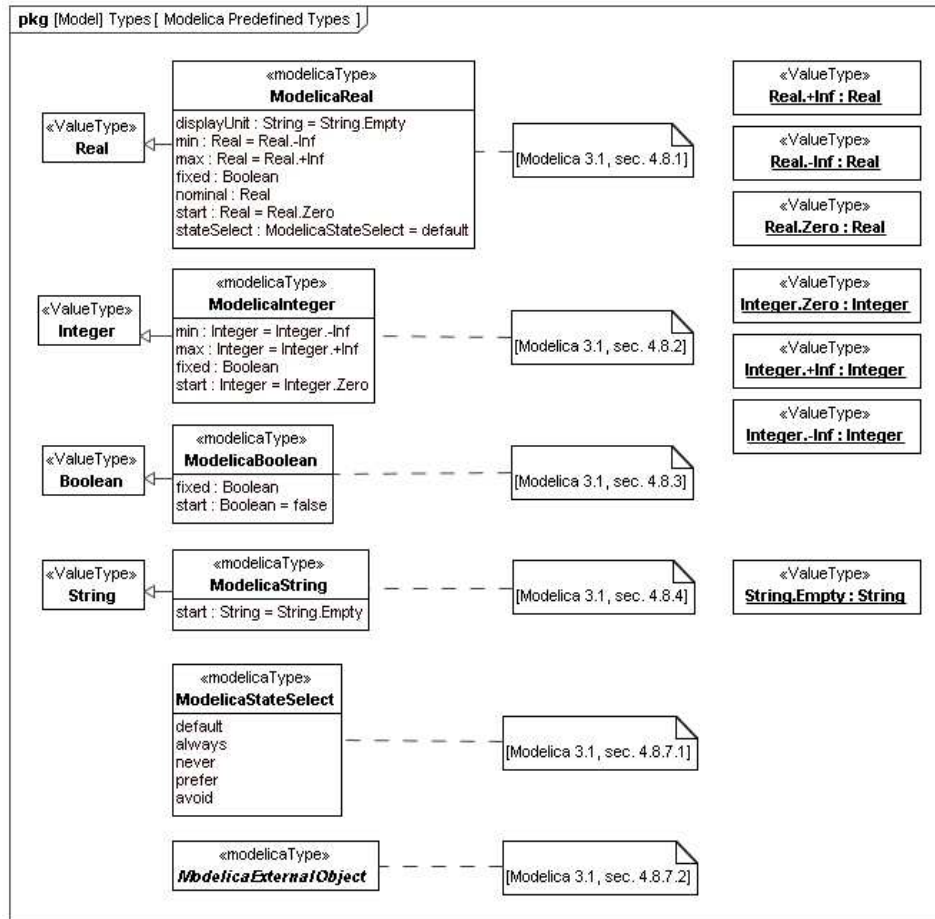 pkg [Model] Types [ Modelica Predefined Types ]
«modelicaType»
ModelicaReal
displayUnit : String = String.Empty
min : Real = Real.-Inf
max : Real = Real.+Inf
fixed : Boolean
nominal : Real
start : Real = Real.Zero
stateSelect : ModelicaStateSelect = default
«ValueType»
Real
[Modelica 3.1, sec. 4.8.1]
«ValueType»
Real.+Inf : Real
«ValueType»
Real.-Inf : Real
«ValueType»
Real.Zero : Real
«modelicaType»
ModelicaInteger
min : Integer = Integer.-Inf
max : Integer = Integer.+Inf
fixed : Boolean
start : Integer = Integer.Zero
«ValueType»
Integer
[Modelica 3.1, sec. 4.8.2]
«ValueType»
Integer.Zero : Integer
«ValueType»
Integer.+Inf : Integer
«ValueType»
Integer.-Inf : Integer
«modelicaType»
ModelicaBoolean
fixed : Boolean
start : Boolean = false
«ValueType»
Boolean
[Modelica 3.1, sec. 4.8.3]
«modelicaType»
ModelicaString
start : String = String.Empty
«ValueType»
String
[Modelica 3.1, sec. 4.8.4]
«ValueType»
String.Empty : String
«modelicaType»
ModelicaStateSelect
default
always
never
prefer
avoid
[Modelica 3.1, sec. 4.8.7.1]
«modelicaType»
ModelicaExternalObject
[Modelica 3.1, sec. 4.8.7.2]